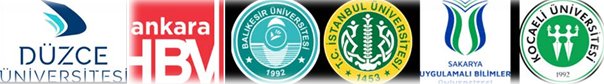 DÜZCE
ÜNİVERSİTESİ
ankara
HBV
BALIKESİR ÜNİVERSİTESİ
1992
T.C. İSTANBUL ÜNİVERSİTESİ
1453
SAKARYA
UYGULAMALI BİLİMLER
KOCAELİ ÜNİVERSİTESİ
1992